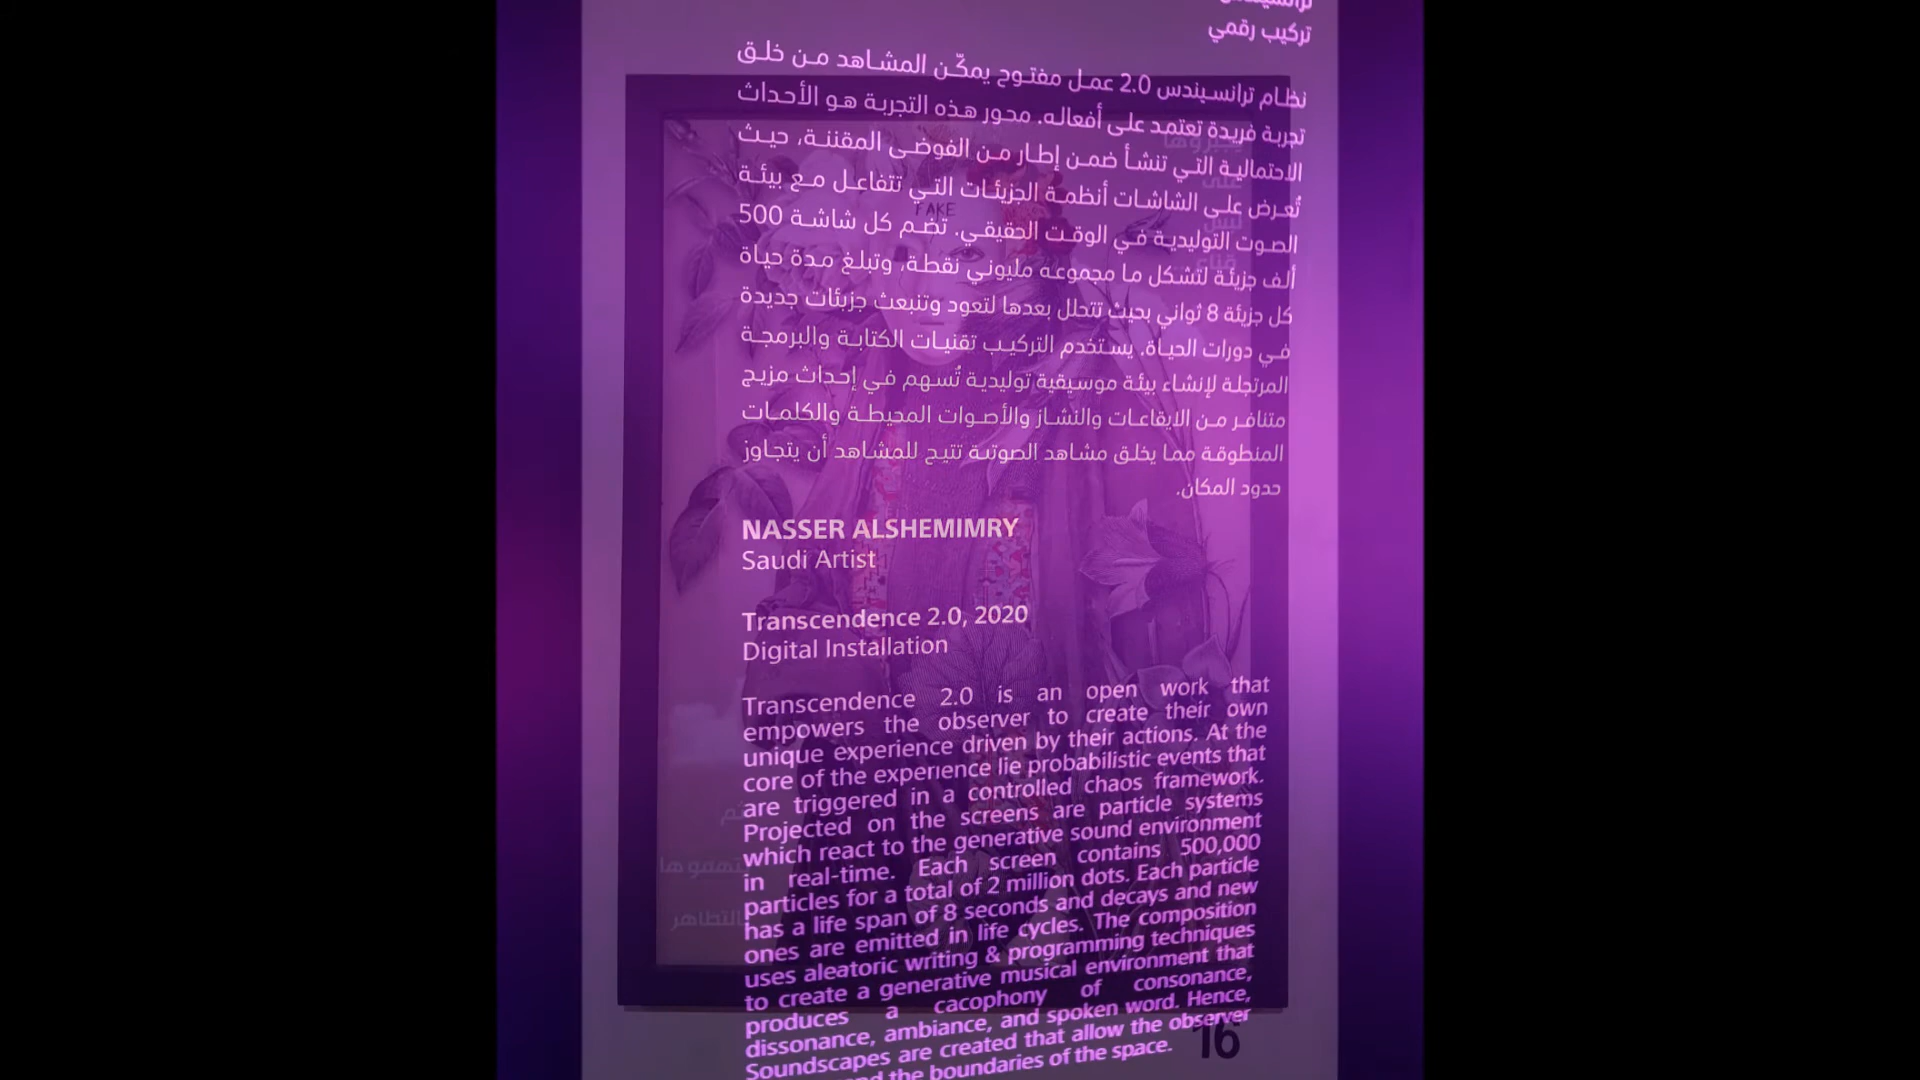 تركيب رقمي
نظام ترانسيندس 2.0 عمل مفتوح يمكّن المشاهد من خلق
تجربة فريدة تعتمد على أفعاله. محور هذه التجربة هو الأحداث
الاحتمالية التي تنشأ ضمن إطار من الفوضى المقننة، حيث
تُعرض على الشاشات أنظمة الجزيئات التي تتفاعل مع بيئة
الصوت التوليدية في الوقت الحقيقي. تضم كل شاشة 500
ألف جزيئة لتشكل ما مجموعه مليوني نقطة، وتبلغ مدة حياة
كل جزيئة 8 ثواني بحيث تتحلل بعدها لتعود وتنبعث جزيئات جديدة
في دورات الحياة. يستخدم التركيب تقنيات الكتابة والبرمجة
المرتجلة لإنشاء بيئة موسيقية توليدية تُسهم في إحداث مزيج
متنافر من الايقاعات والنشاز والأصوات المحيطة والكلمات
المنطوقة مما يخلق مشاهد الصوتية تتيح للمشاهد أن يتجاوز
حدود المكان.
FAKE
NASSER ALSHEMIMRY
Saudi Artist
Transcendence 2.0, 2020
Digital Installation
Transcendence 2.0 is an open work that
empowers the observer to create their own
unique experience driven by their actions. At the
core of the experience lie probabilistic events that
are triggered in a controlled chaos framework.
Projected on the screens are particle systems
which react to the generative sound environment
in real-time. Each screen contains 500,000
particles for a total of 2 million dots. Each particle
has a life span of 8 seconds and decays and new
ones are emitted in life cycles. The composition
uses aleatoric writing & programming techniques
to create a generative musical environment that
produces a cacophony of consonance,
dissonance, ambiance, and spoken word. Hence,
Soundscapes are created that allow the observer
the boundaries of the space.
16